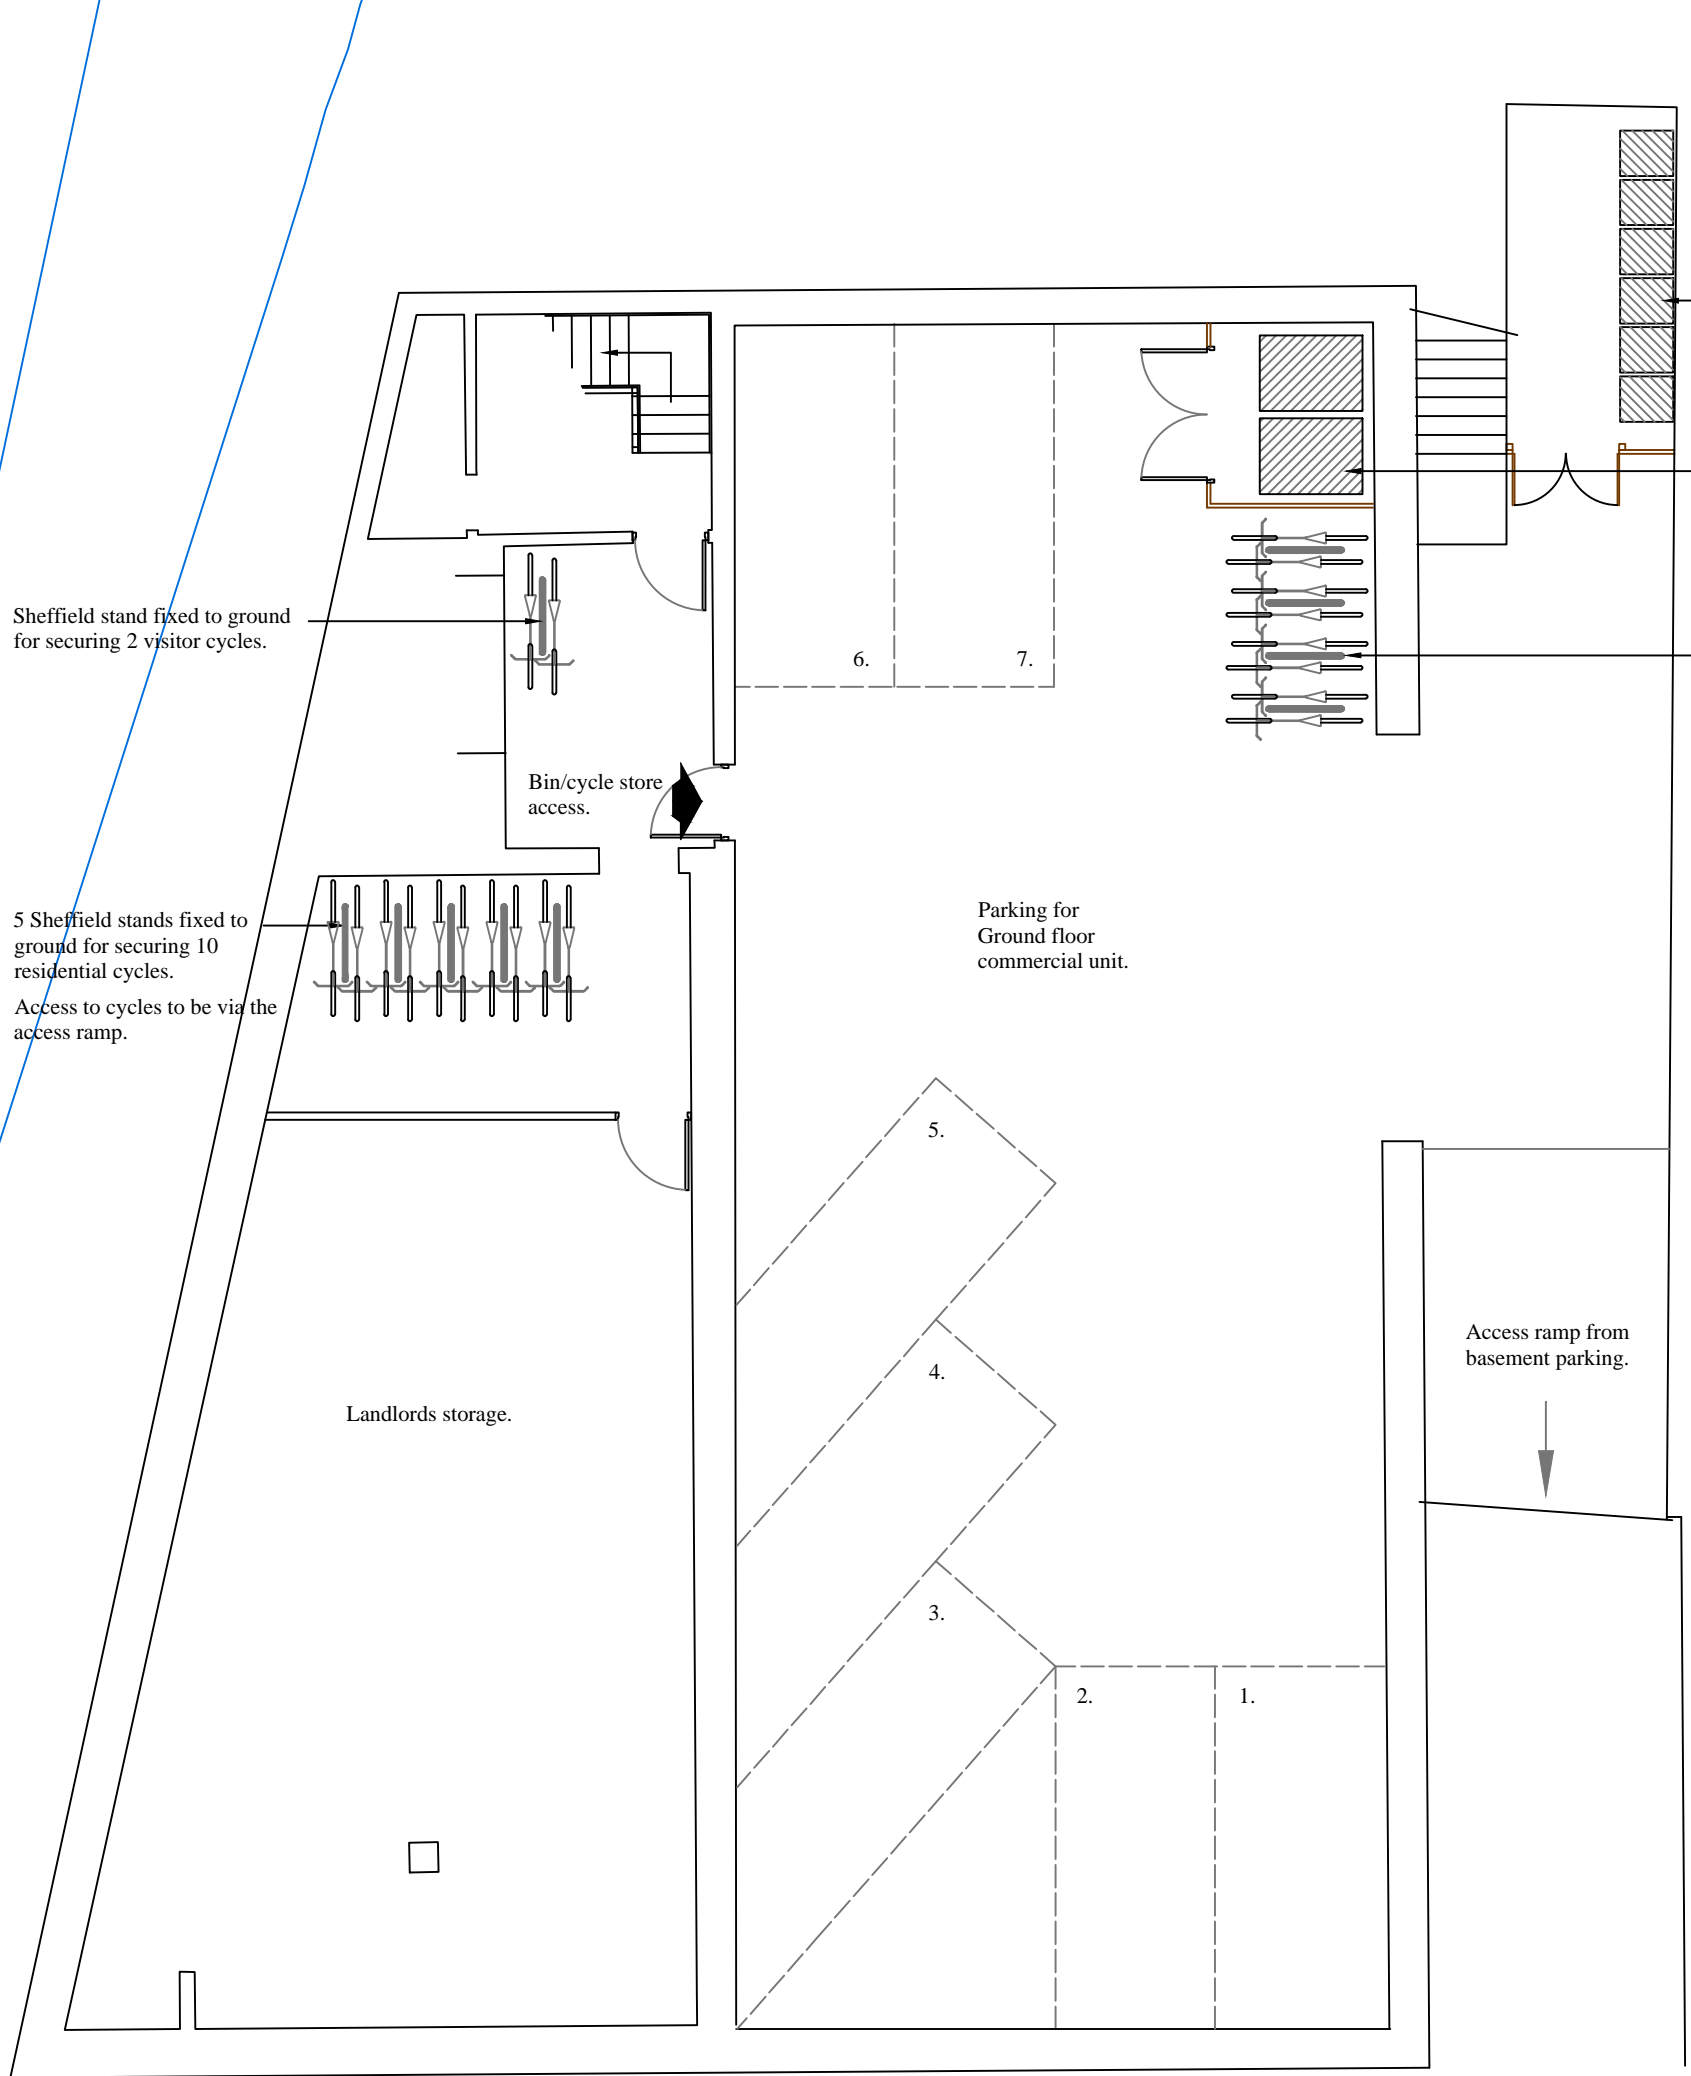 Sheffield stand fixed to ground
for securing 2 visitor cycles.
6.
7.
Bin/cycle store
access.
5 Sheffield stands fixed to
ground for securing 10
residential cycles.
Access to cycles to be via the
access ramp.
Parking for
Ground floor
commercial unit.
5.
4.
Access ramp from
basement parking.
Landlords storage.
3.
2.
1.